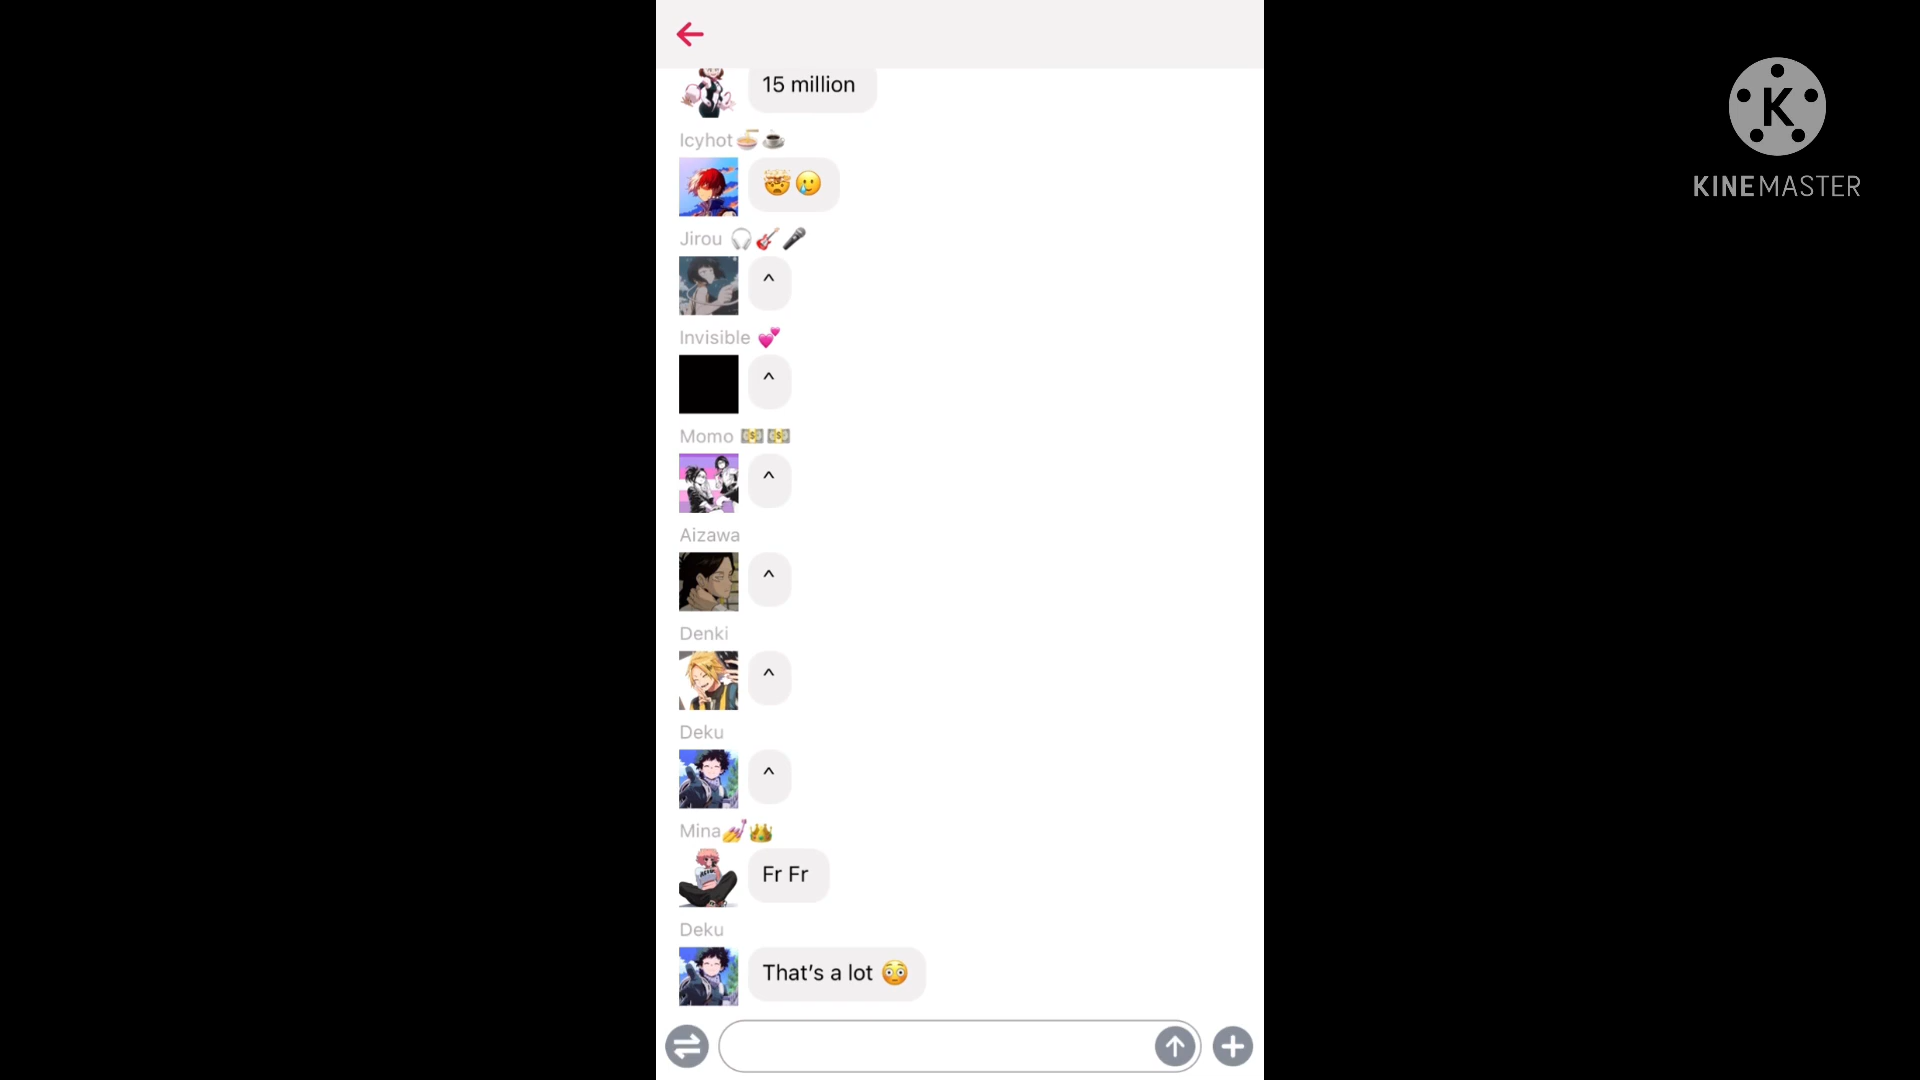 15 million
Icyhot🍜☕
🤯🥲
Jirou 🎧🎸🎤
^
Invisible 💕
^
Momo 💵💵
^
Aizawa
^
Denki
^
Deku
^
Mina💅👑
Fr Fr
Deku
That's a lot 😳
K
KINEMASTER